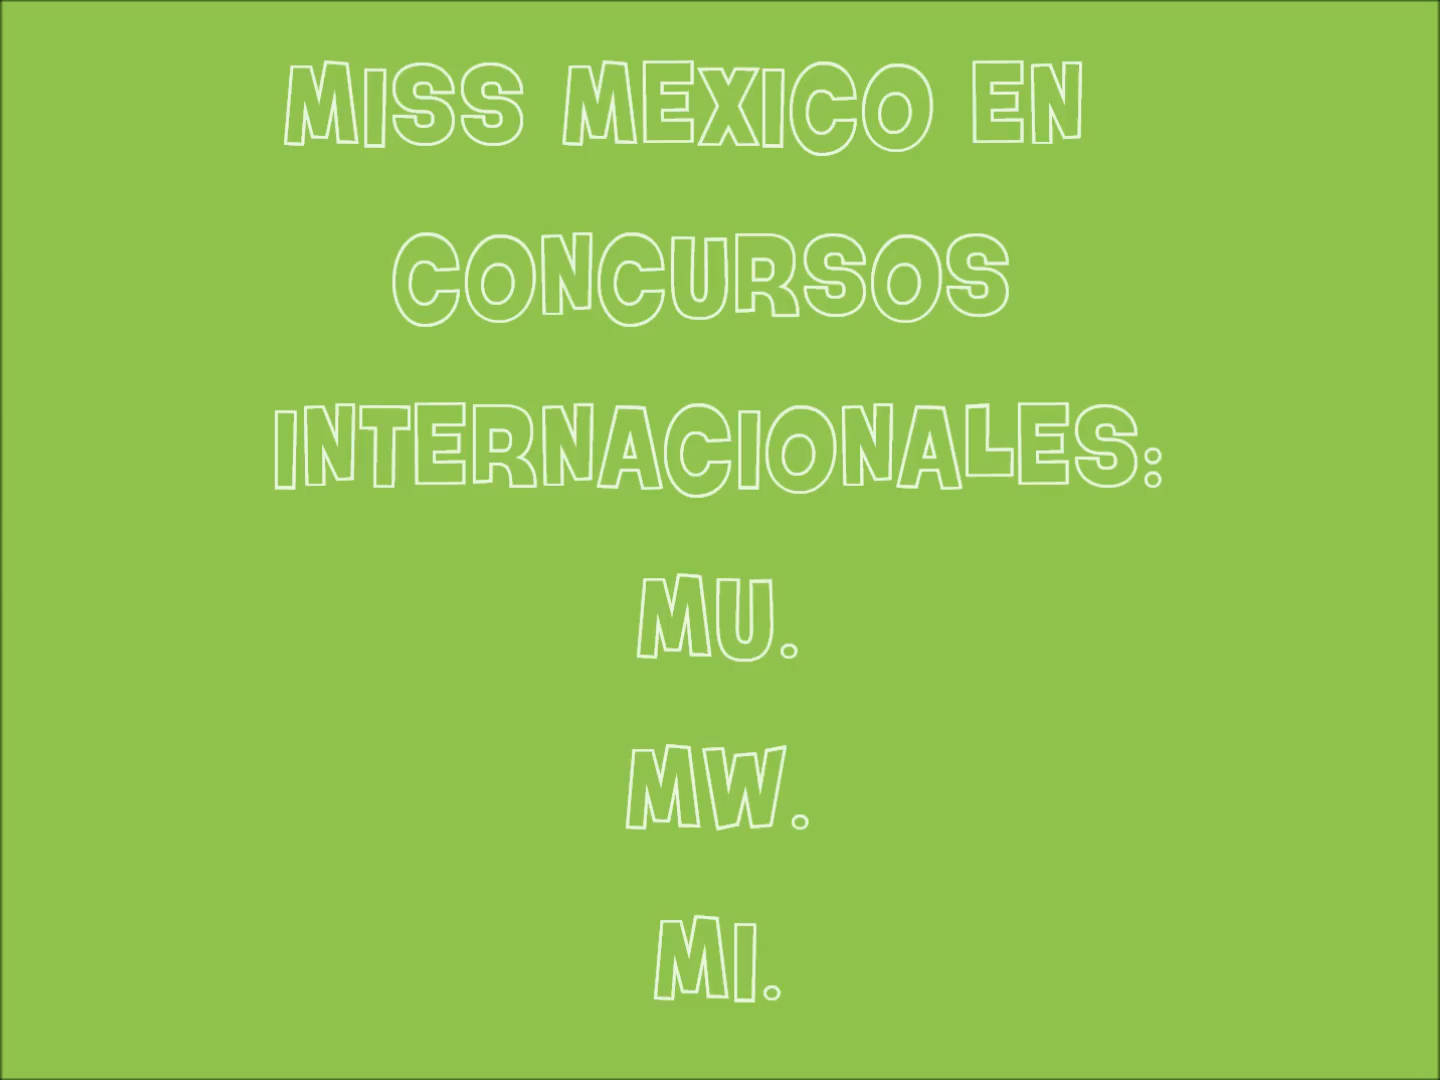 MISS MEXICO EN
CONCURSOS
INTERNACIONALES:
MU.
MW.
MI.